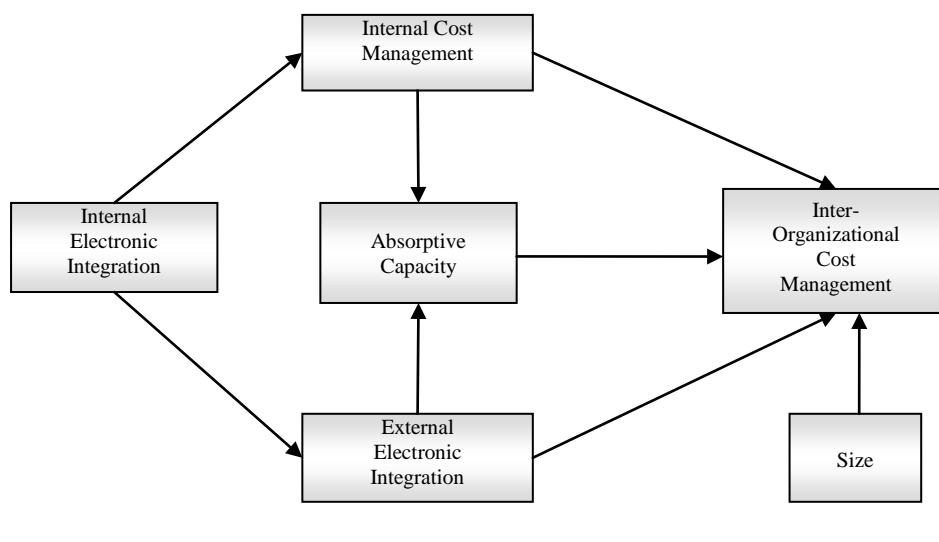 Internal Cost
Management
Internal
Electronic
Integration
Absorptive
Capacity
Inter-
Organizational
Cost
Management
External
Electronic
Integration
Size